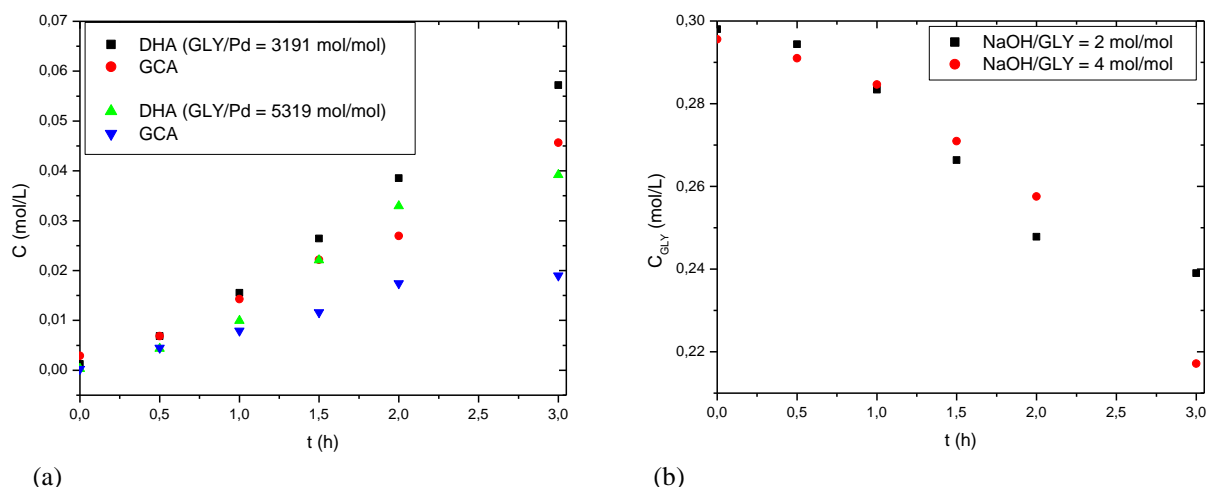 0,07
0,06
0,05
0,04
0,03
0,02
0,01
0,00
C (mol/L)
DHA (GLY/Pd = 3191 mol/mol)
GCA
DHA (GLY/Pd = 5319 mol/mol)
GCA
0,0 0,5 1,0 1,5 2,0 2,5 3,0
t (h)
(a)
0,30
0,28
0,26
0,24
0,22
C_GLY (mol/L)
NaOH/GLY = 2 mol/mol
NaOH/GLY = 4 mol/mol
0,0 0,5 1,0 1,5 2,0 2,5 3,0
t (h)
(b)